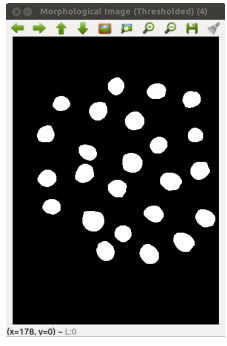 Morphological Image (Thresholded) (4)
(x=178, y=0) ~ L:0